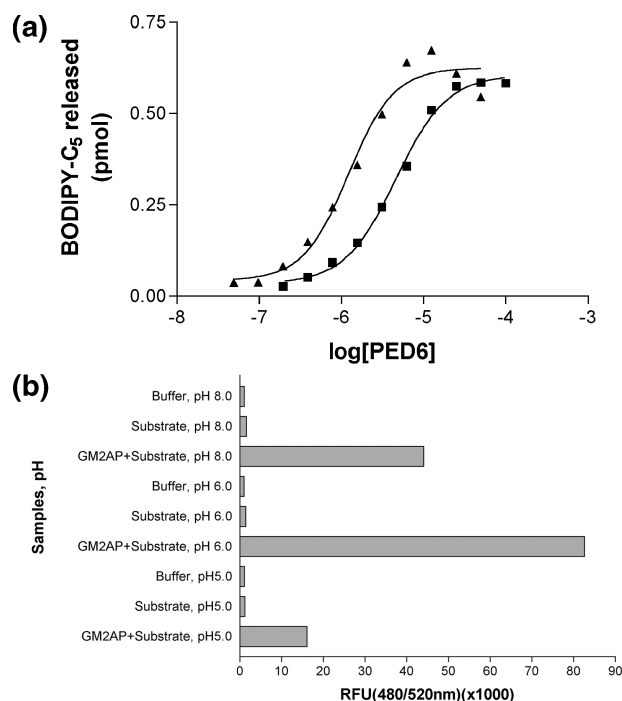 (a)
BODIPY-C5 released
(pmol)
0.75
0.50
0.25
0.00
-8 -7 -6 -5 -4 -3
log[PED6]
(b)
Samples, pH
Buffer, pH 8.0
Substrate, pH 8.0
GM2AP+Substrate, pH 8.0
Buffer, pH 6.0
Substrate, pH 6.0
GM2AP+Substrate, pH 6.0
Buffer, pH5.0
Substrate, pH5.0
GM2AP+Substrate, pH5.0
0 10 20 30 40 50 60 70 80 90
RFU(480/520nm)(x1000)